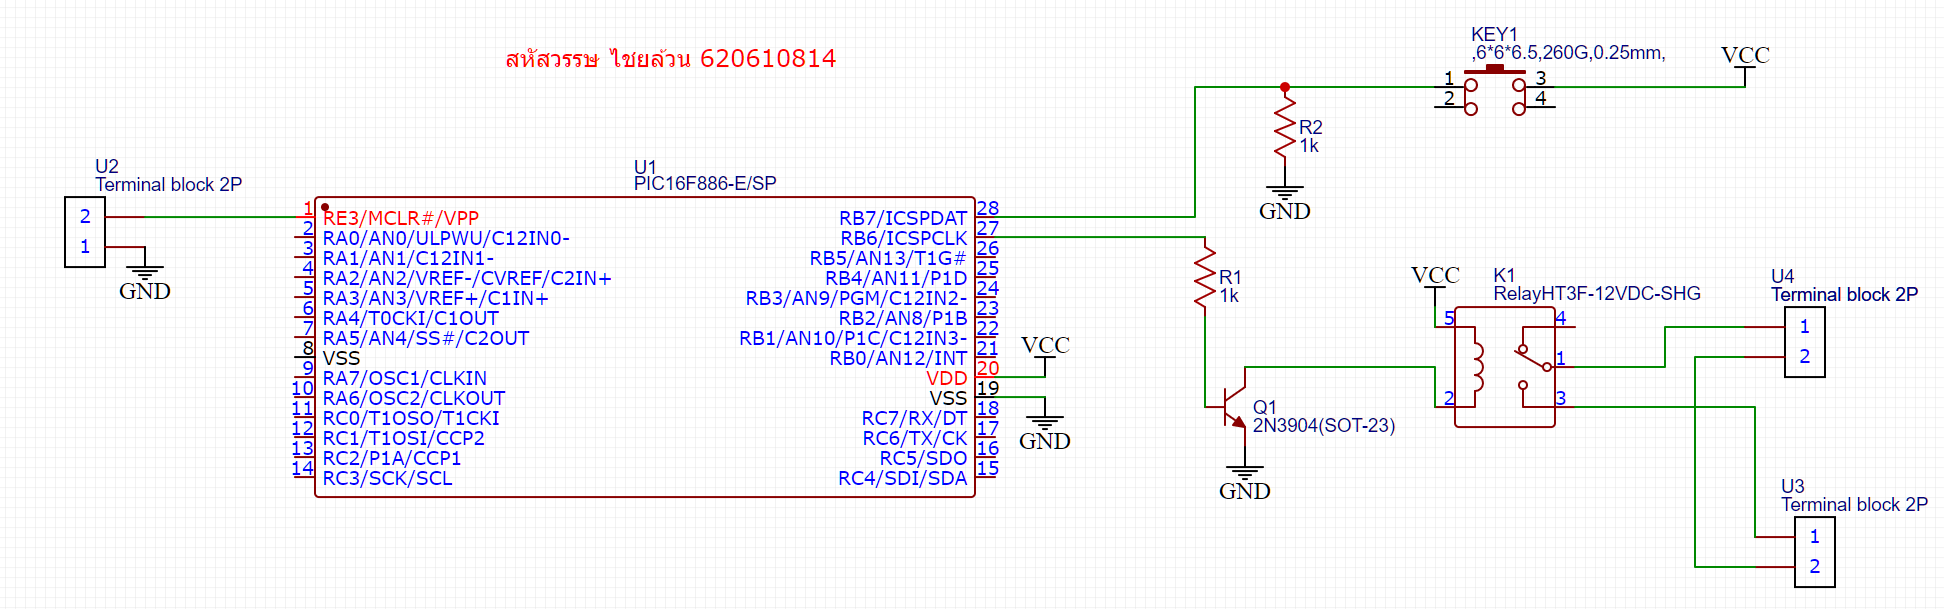 สหัสวรรษ ไชยล้วน 620610814
KEY1
,6*6*6.5,260G,0.25mm,
VCC
1
2
3
4
R2
1k
GND
U2
Terminal block 2P
2
1
GND
U1
PIC16F886-E/SP
1 RE3/MCLR#/VPP
2 RA0/AN0/ULPWU/C12IN0-
3 RA1/AN1/C12IN1-
4 RA2/AN2/VREF-/CVREF/C2IN+
5 RA3/AN3/VREF+/C1IN+
6 RA4/T0CKI/C1OUT
7 RA5/AN4/SS#/C2OUT
8 VSS
9 RA7/OSC1/CLKIN
10 RA6/OSC2/CLKOUT
11 RC0/T1OSO/T1CKI
12 RC1/T1OSI/CCP2
13 RC2/P1A/CCP1
14 RC3/SCK/SCL
RB7/ICSPDAT 28
RB6/ICSPCLK 27
RB5/AN13/T1G# 26
RB4/AN11/P1D 25
RB3/AN9/PGM/C12IN2- 24
RB2/AN8/P1B 23
RB1/AN10/P1C/C12IN3- 22
RB0/AN12/INT 21
VDD 20
VSS 19
RC7/RX/DT 18
RC6/TX/CK 17
RC5/SDO 16
RC4/SDI/SDA 15
VCC
GND
R1
1k
Q1
2N3904(SOT-23)
GND
VCC
K1
RelayHT3F-12VDC-SHG
5
2
4
1
3
U4
Terminal block 2P
1
2
U3
Terminal block 2P
1
2